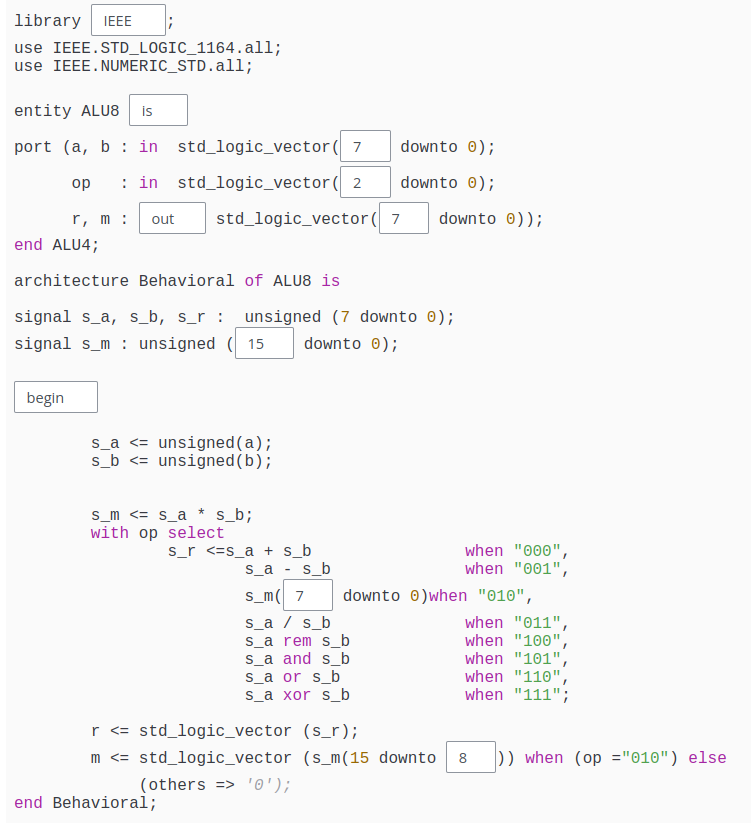 library IEEE ;
use IEEE.STD_LOGIC_1164.all;
use IEEE.NUMERIC_STD.all;
entity ALU8 is
port (a, b : in  std_logic_vector( 7 downto 0);
      op   : in  std_logic_vector( 2 downto 0);
      r, m : out std_logic_vector( 7 downto 0));
end ALU4;
architecture Behavioral of ALU8 is
signal s_a, s_b, s_r :  unsigned (7 downto 0);
signal s_m : unsigned ( 15 downto 0);
begin
        s_a <= unsigned(a);
        s_b <= unsigned(b);
        s_m <= s_a * s_b;
        with op select
                s_r <=s_a + s_b                when "000",
                        s_a - s_b              when "001",
                        s_m( 7 downto 0)when "010",
                        s_a / s_b              when "011",
                        s_a rem s_b            when "100",
                        s_a and s_b            when "101",
                        s_a or s_b             when "110",
                        s_a xor s_b            when "111";
        r <= std_logic_vector (s_r);
        m <= std_logic_vector (s_m(15 downto 8 )) when (op ="010") else
             (others => '0');
end Behavioral;